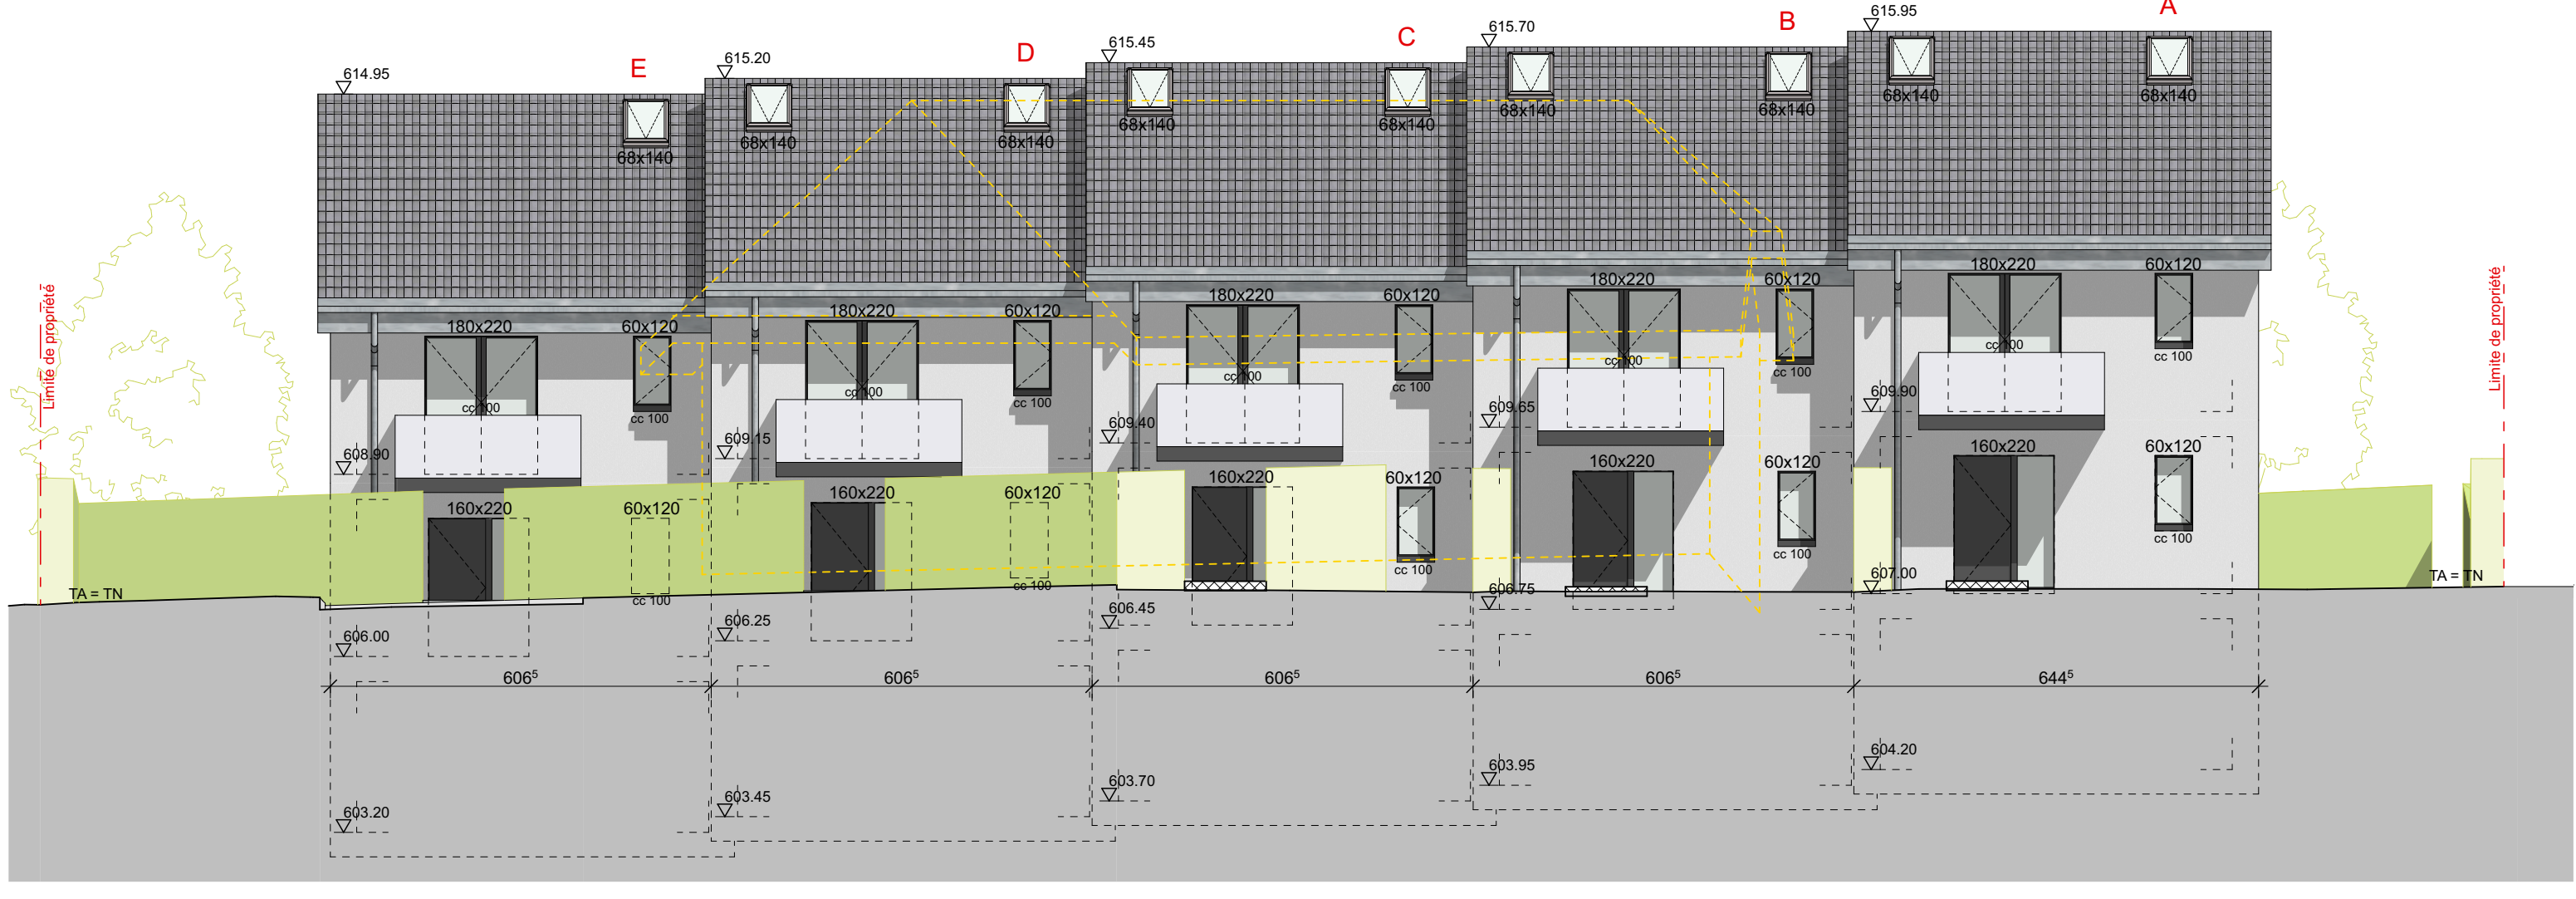 A
615.95
B
615.70
C
615.45
D
615.20
E
614.95
68x140
68x140
68x140
68x140
68x140
68x140
68x140
68x140
68x140
Limite de propriété
Limite de propriété
180x220
60x120
180x220
60x120
180x220
60x120
180x220
60x120
180x220
60x120
cc 100
cc 100
cc 100
cc 100
cc 100
cc 100
cc 100
cc 100
cc 100
cc 100
608.90
609.15
609.40
609.65
609.90
160x220
60x120
160x220
60x120
160x220
60x120
160x220
60x120
160x220
60x120
cc 100
cc 100
cc 100
cc 100
cc 100
TA = TN
TA = TN
606.00
606.25
606.45
606.75
607.00
606⁵
606⁵
606⁵
606⁵
644⁵
603.20
603.45
603.70
603.95
604.20